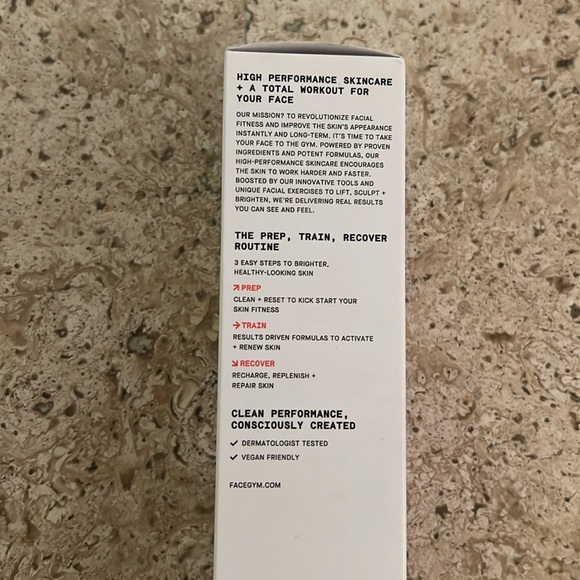 HIGH PERFORMANCE SKINCARE
+ A TOTAL WORKOUT FOR
YOUR FACE
OUR MISSION? TO REVOLUTIONIZE FACIAL
FITNESS AND IMPROVE THE SKIN'S APPEARANCE
INSTANTLY AND LONG-TERM. IT'S TIME TO TAKE
YOUR FACE TO THE GYM. POWERED BY PROVEN
INGREDIENTS AND POTENT FORMULAS, OUR
HIGH-PERFORMANCE SKINCARE ENCOURAGES
THE SKIN TO WORK HARDER AND FASTER.
BOOSTED BY OUR INNOVATIVE TOOLS AND
UNIQUE FACIAL EXERCISES TO LIFT, SCULPT +
BRIGHTEN, WE'RE DELIVERING REAL RESULTS
YOU CAN SEE AND FEEL.
THE PREP, TRAIN, RECOVER
ROUTINE
3 EASY STEPS TO BRIGHTER,
HEALTHY-LOOKING SKIN
↗ PREP
CLEAN + RESET TO KICK START YOUR
SKIN FITNESS
→ TRAIN
RESULTS DRIVEN FORMULAS TO ACTIVATE
+ RENEW SKIN
↘ RECOVER
RECHARGE, REPLENISH +
REPAIR SKIN
CLEAN PERFORMANCE,
CONSCIOUSLY CREATED
✓ DERMATOLOGIST TESTED
✓ VEGAN FRIENDLY
FACEGYM.COM